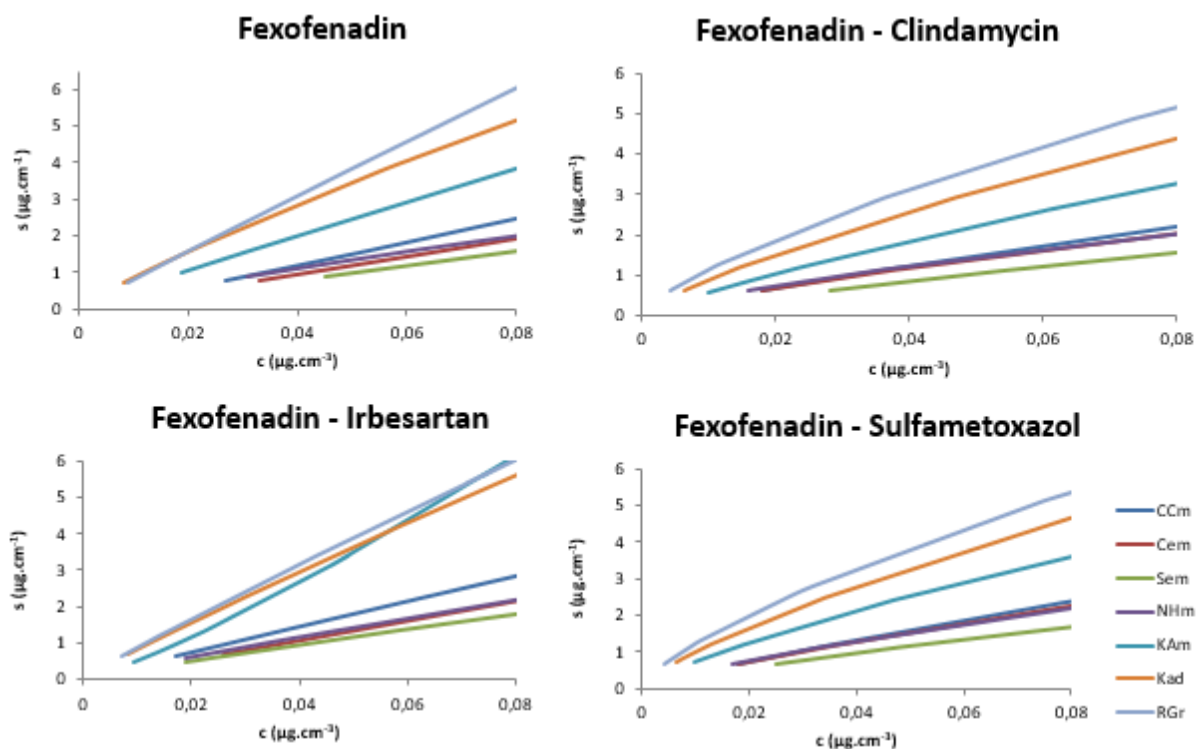 Fexofenadin
6
5
4
3
2
1
0
s (µg.cm⁻¹)
0
0,02
0,04
0,06
0,08
c (µg.cm⁻³)
Fexofenadin - Clindamycin
6
5
4
3
2
1
0
s (µg.cm⁻¹)
0
0,02
0,04
0,06
0,08
c (µg.cm⁻³)
Fexofenadin - Irbesartan
6
5
4
3
2
1
0
s (µg.cm⁻¹)
0
0,02
0,04
0,06
0,08
c (µg.cm⁻³)
Fexofenadin - Sulfametoxazol
6
5
4
3
2
1
0
s (µg.cm⁻¹)
0
0,02
0,04
0,06
0,08
c (µg.cm⁻³)
CCm
Cem
Sem
NHm
KAm
Kad
RGr